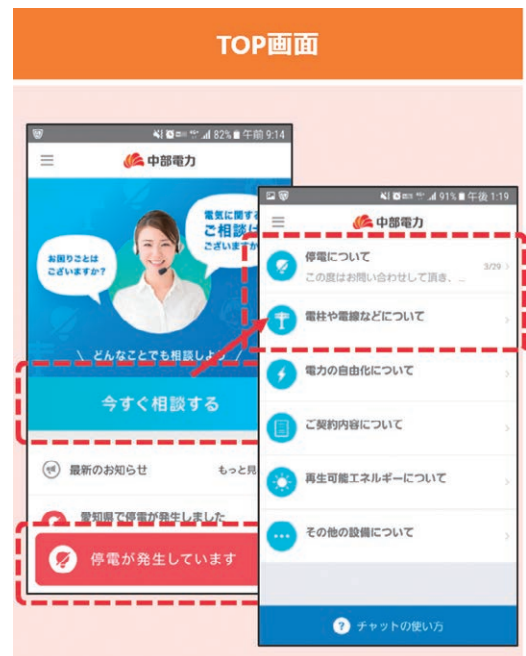 TOP画面
82% 午前 9:14
中部電力
お困りごとは
ございますか?
電気に関する
ご相談は
ございますか
\ どんなことでも相談しよう /
今すぐ相談する
最新のお知らせ
もっと見
愛知県で停電が発生しました
停電が発生しています
91% 午後 1:19
中部電力
停電について
この度はお問い合わせして頂き、 ...
3/29
電柱や電線などについて
電力の自由化について
ご契約内容について
再生可能エネルギーについて
その他の設備について
? チャットの使い方